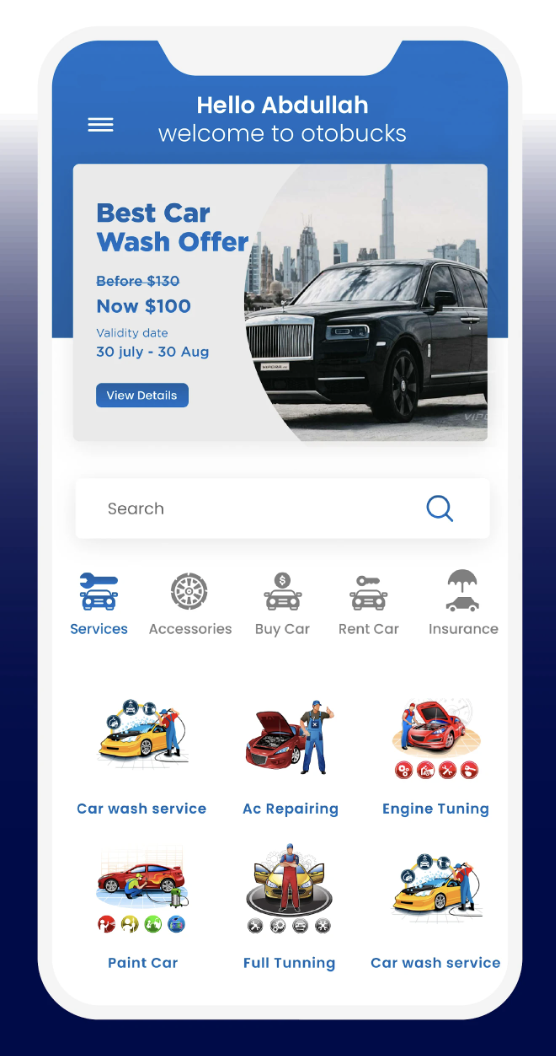 Hello Abdullah
welcome to otobucks
Best Car
Wash Offer
Before $130
Now $100
Validity date
30 july - 30 Aug
View Details
Search
Services
Accessories
Buy Car
Rent Car
Insurance
Car wash service
Ac Repairing
Engine Tuning
Paint Car
Full Tunning
Car wash service